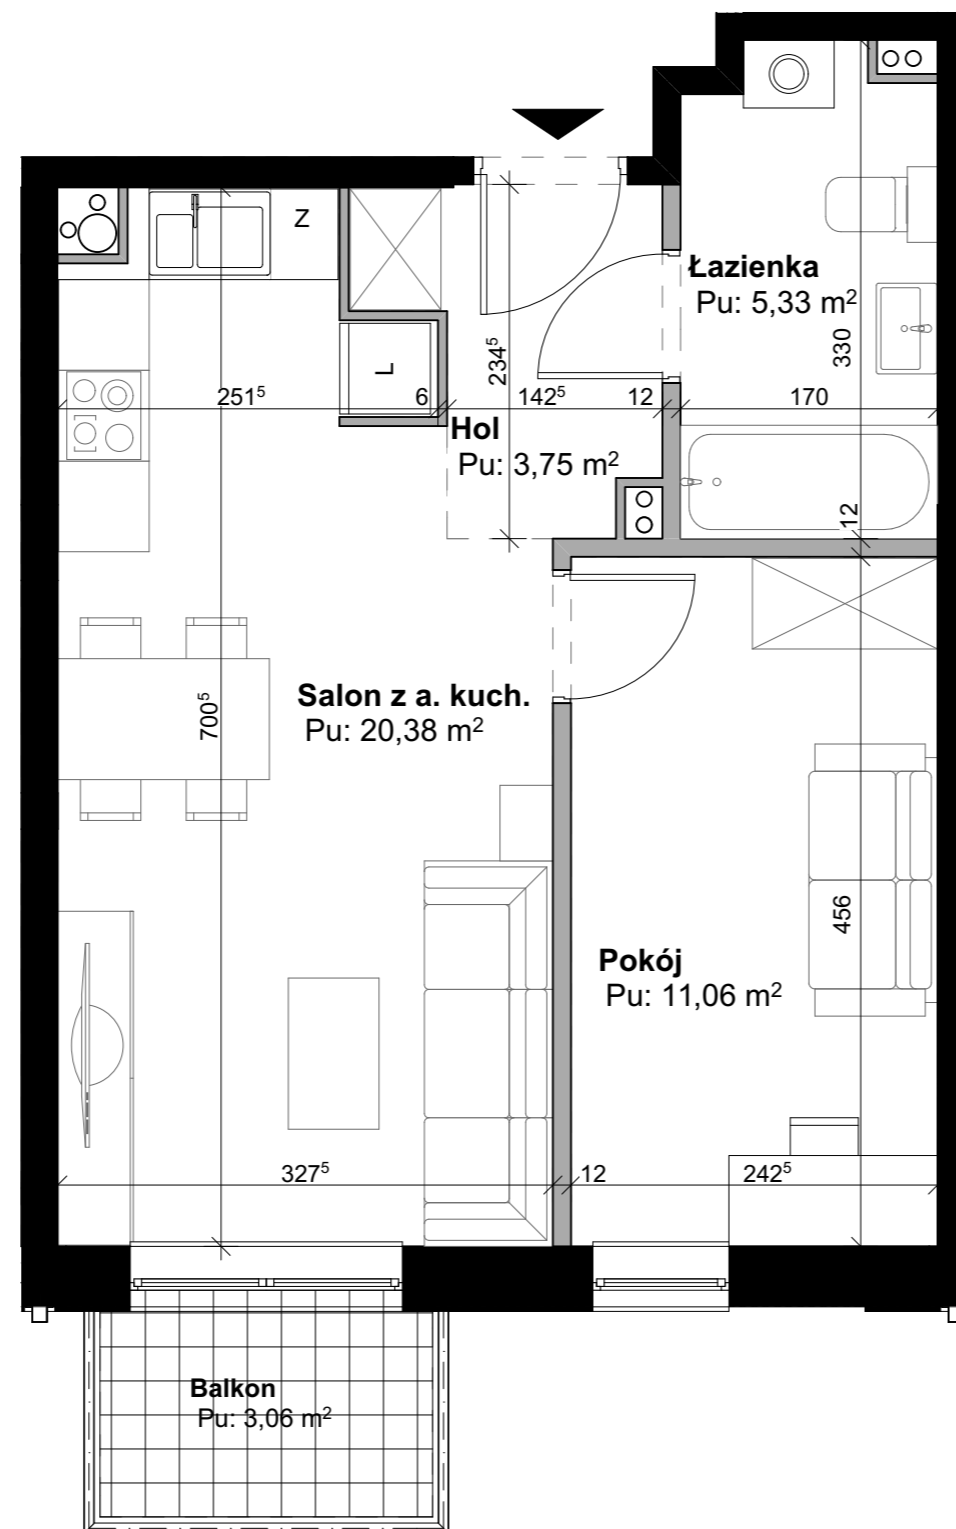 Z
Łazienka
Pu: 5,33 m²
330
234⁵
L
251⁵
6
142⁵
12
170
Hol
Pu: 3,75 m²
12
Salon z a. kuch.
Pu: 20,38 m²
700⁵
456
Pokój
Pu: 11,06 m²
327⁵
12
242⁵
Balkon
Pu: 3,06 m²